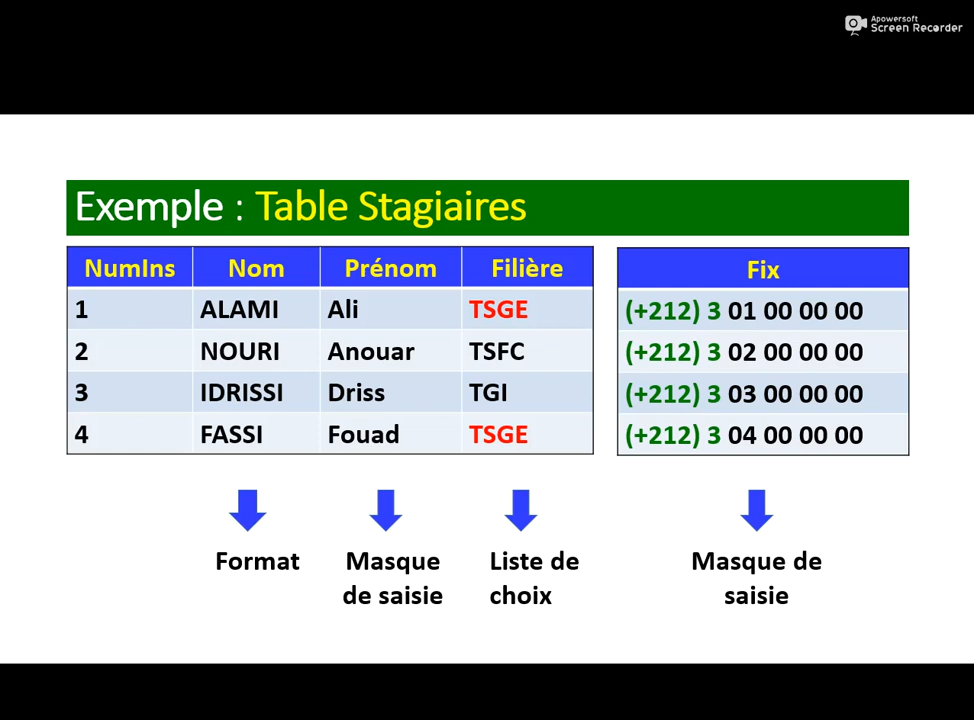 Apowersoft
Screen Recorder
Exemple : Table Stagiaires
NumIns Nom Prénom Filière Fix
1 ALAMI Ali TSGE (+212) 3 01 00 00 00
2 NOURI Anouar TSFC (+212) 3 02 00 00 00
3 IDRISSI Driss TGI (+212) 3 03 00 00 00
4 FASSI Fouad TSGE (+212) 3 04 00 00 00
Format Masque Liste de Masque de
de saisie choix saisie